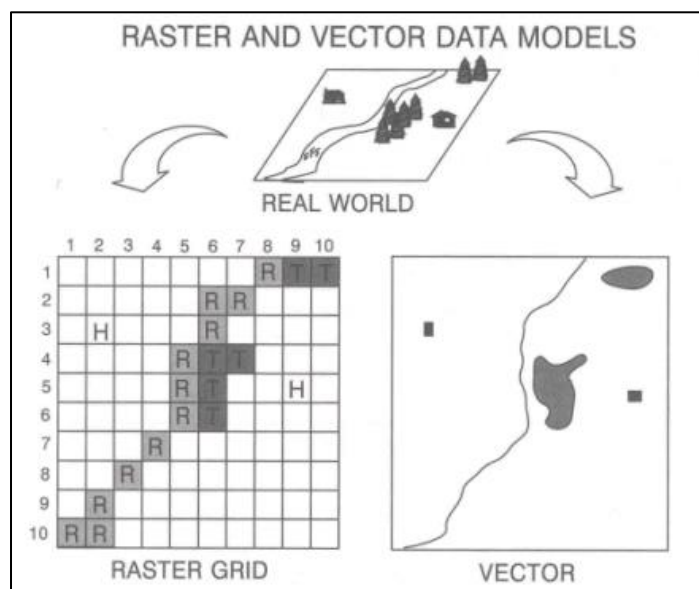 RASTER AND VECTOR DATA MODELS
REAL WORLD
1 2 3 4 5 6 7 8 9 10
1 R T T
2 R R
3 H R
4 R T T
5 R T H
6 R T
7 R
8 R
9 R
10 R R
RASTER GRID
VECTOR